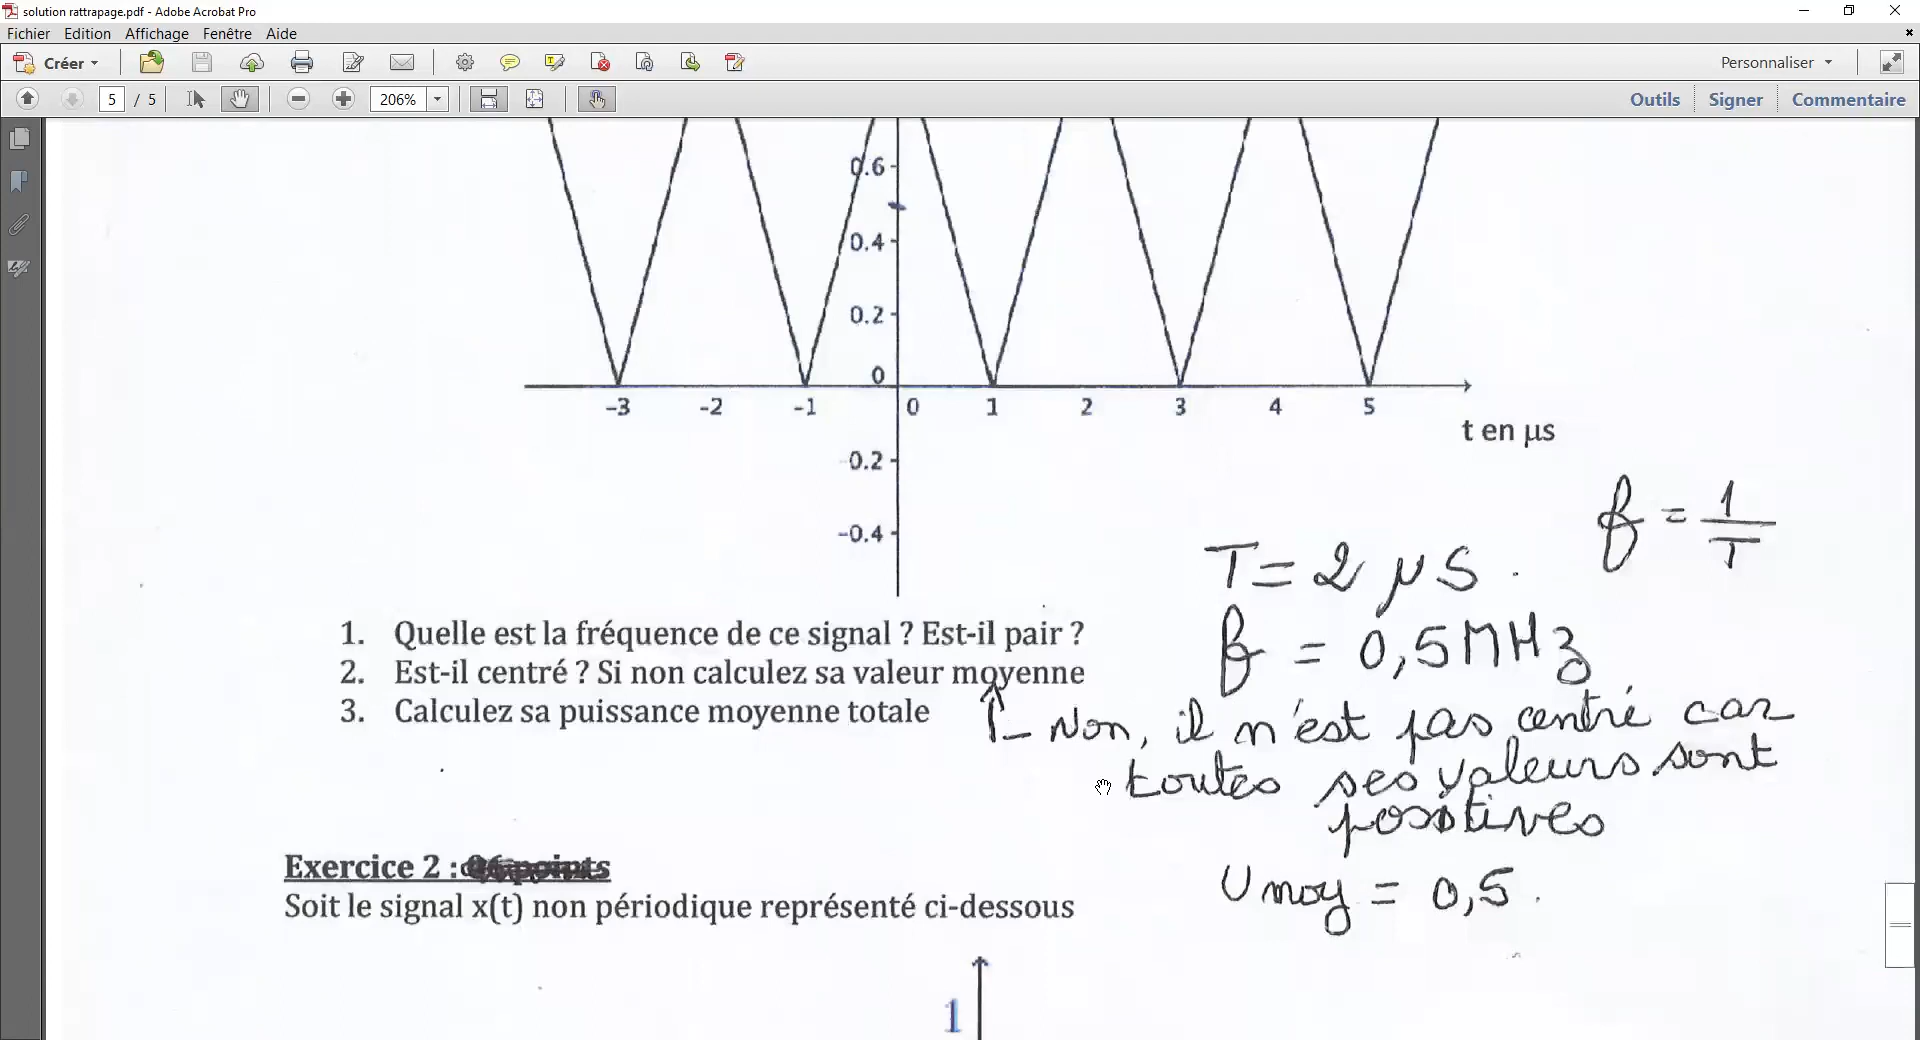 solution rattrapage.pdf - Adobe Acrobat Pro
Fichier Edition Affichage Fenêtre Aide
Créer
Personnaliser
5 / 5
206%
Outils Signer Commentaire
0.6
0.4
0.2
0
-3 -2 -1 0 1 2 3 4 5
t en µs
-0.2
-0.4
f = 1/T
T = 2 µs.
f = 0,5 MHz
1. Quelle est la fréquence de ce signal ? Est-il pair ?
2. Est-il centré ? Si non calculez sa valeur moyenne
3. Calculez sa puissance moyenne totale
Non, il n'est pas centré car
toutes ses valeurs sont
positives
Umoy = 0,5.
Exercice 2 :
Soit le signal x(t) non périodique représenté ci-dessous
1